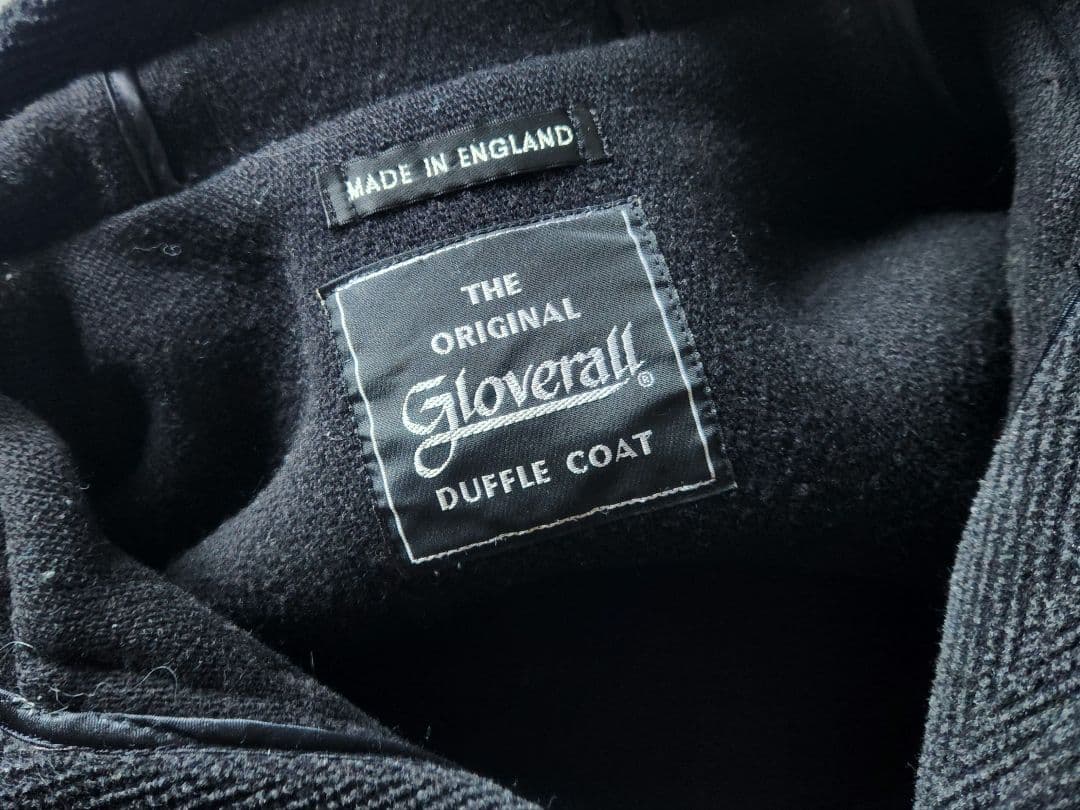 MADE IN ENGLAND
THE
ORIGINAL
Gloverall®
DUFFLE COAT